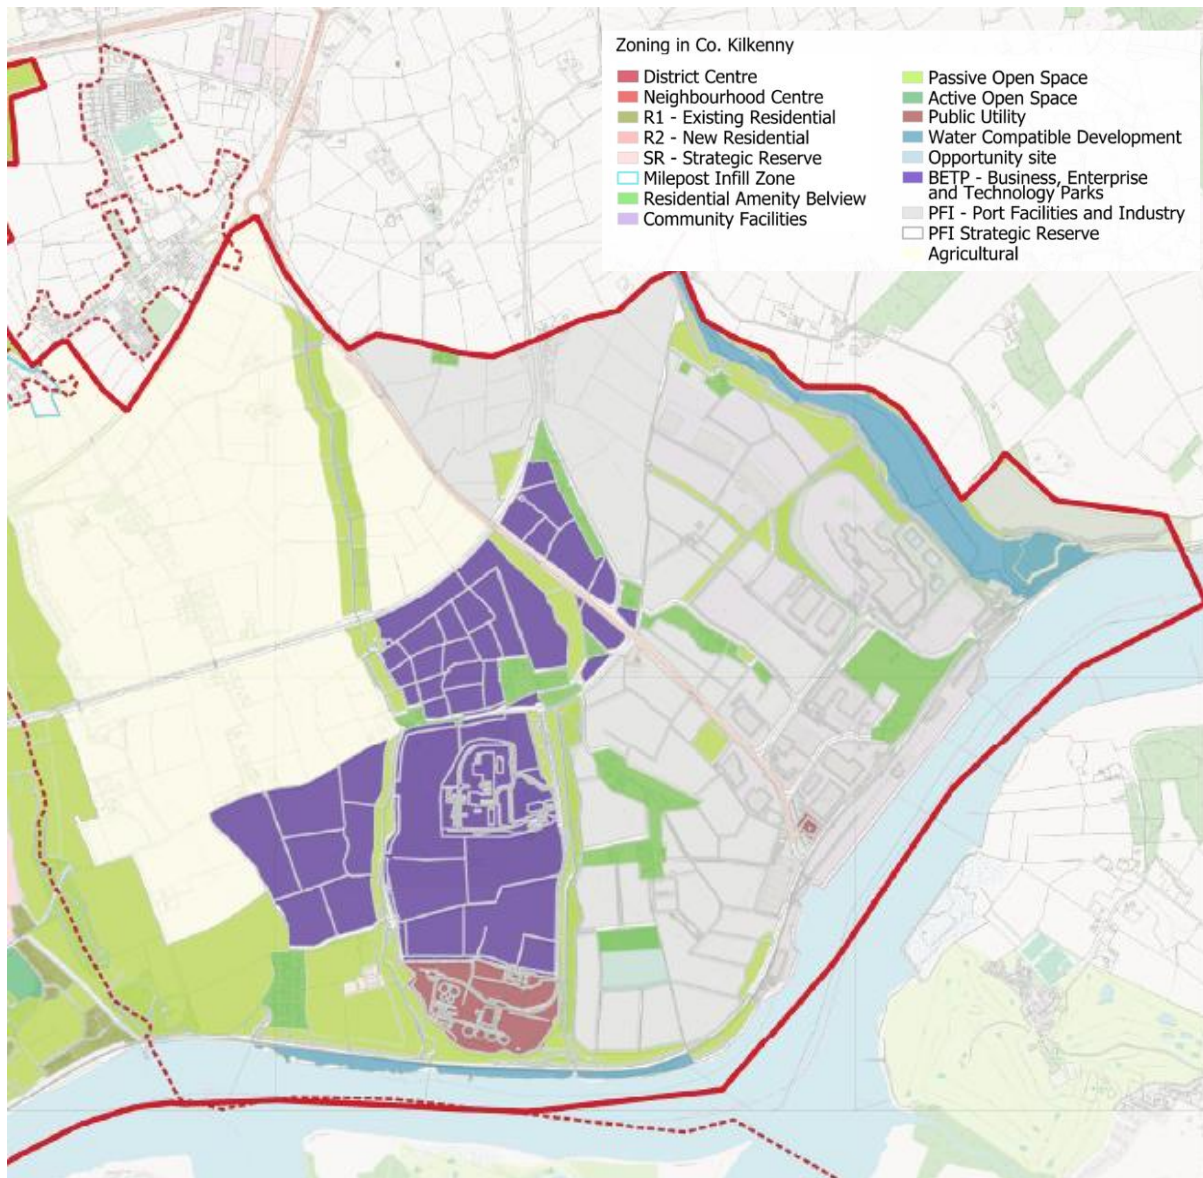 Zoning in Co. Kilkenny
District Centre
Neighbourhood Centre
R1 - Existing Residential
R2 - New Residential
SR - Strategic Reserve
Milepost Infill Zone
Residential Amenity Belview
Community Facilities
Passive Open Space
Active Open Space
Public Utility
Water Compatible Development
Opportunity site
BETP - Business, Enterprise
and Technology Parks
PFI - Port Facilities and Industry
PFI Strategic Reserve
Agricultural